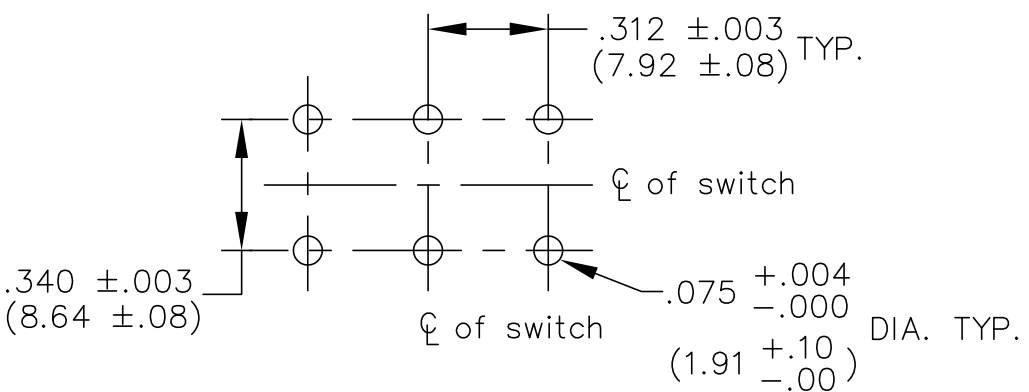 .312 ±.003
(7.92 ±.08) TYP.
℄ of switch
.340 ±.003
(8.64 ±.08)
.075 +.004
-.000
DIA. TYP.
(1.91 +.10
-.00)
℄ of switch